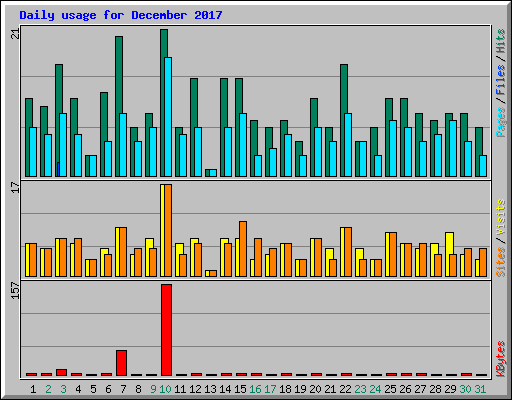 Daily usage for December 2017
21
Pages / Files / Hits
17
Sites / Visits
157
KBytes
1 2 3 4 5 6 7 8 9 10 11 12 13 14 15 16 17 18 19 20 21 22 23 24 25 26 27 28 29 30 31